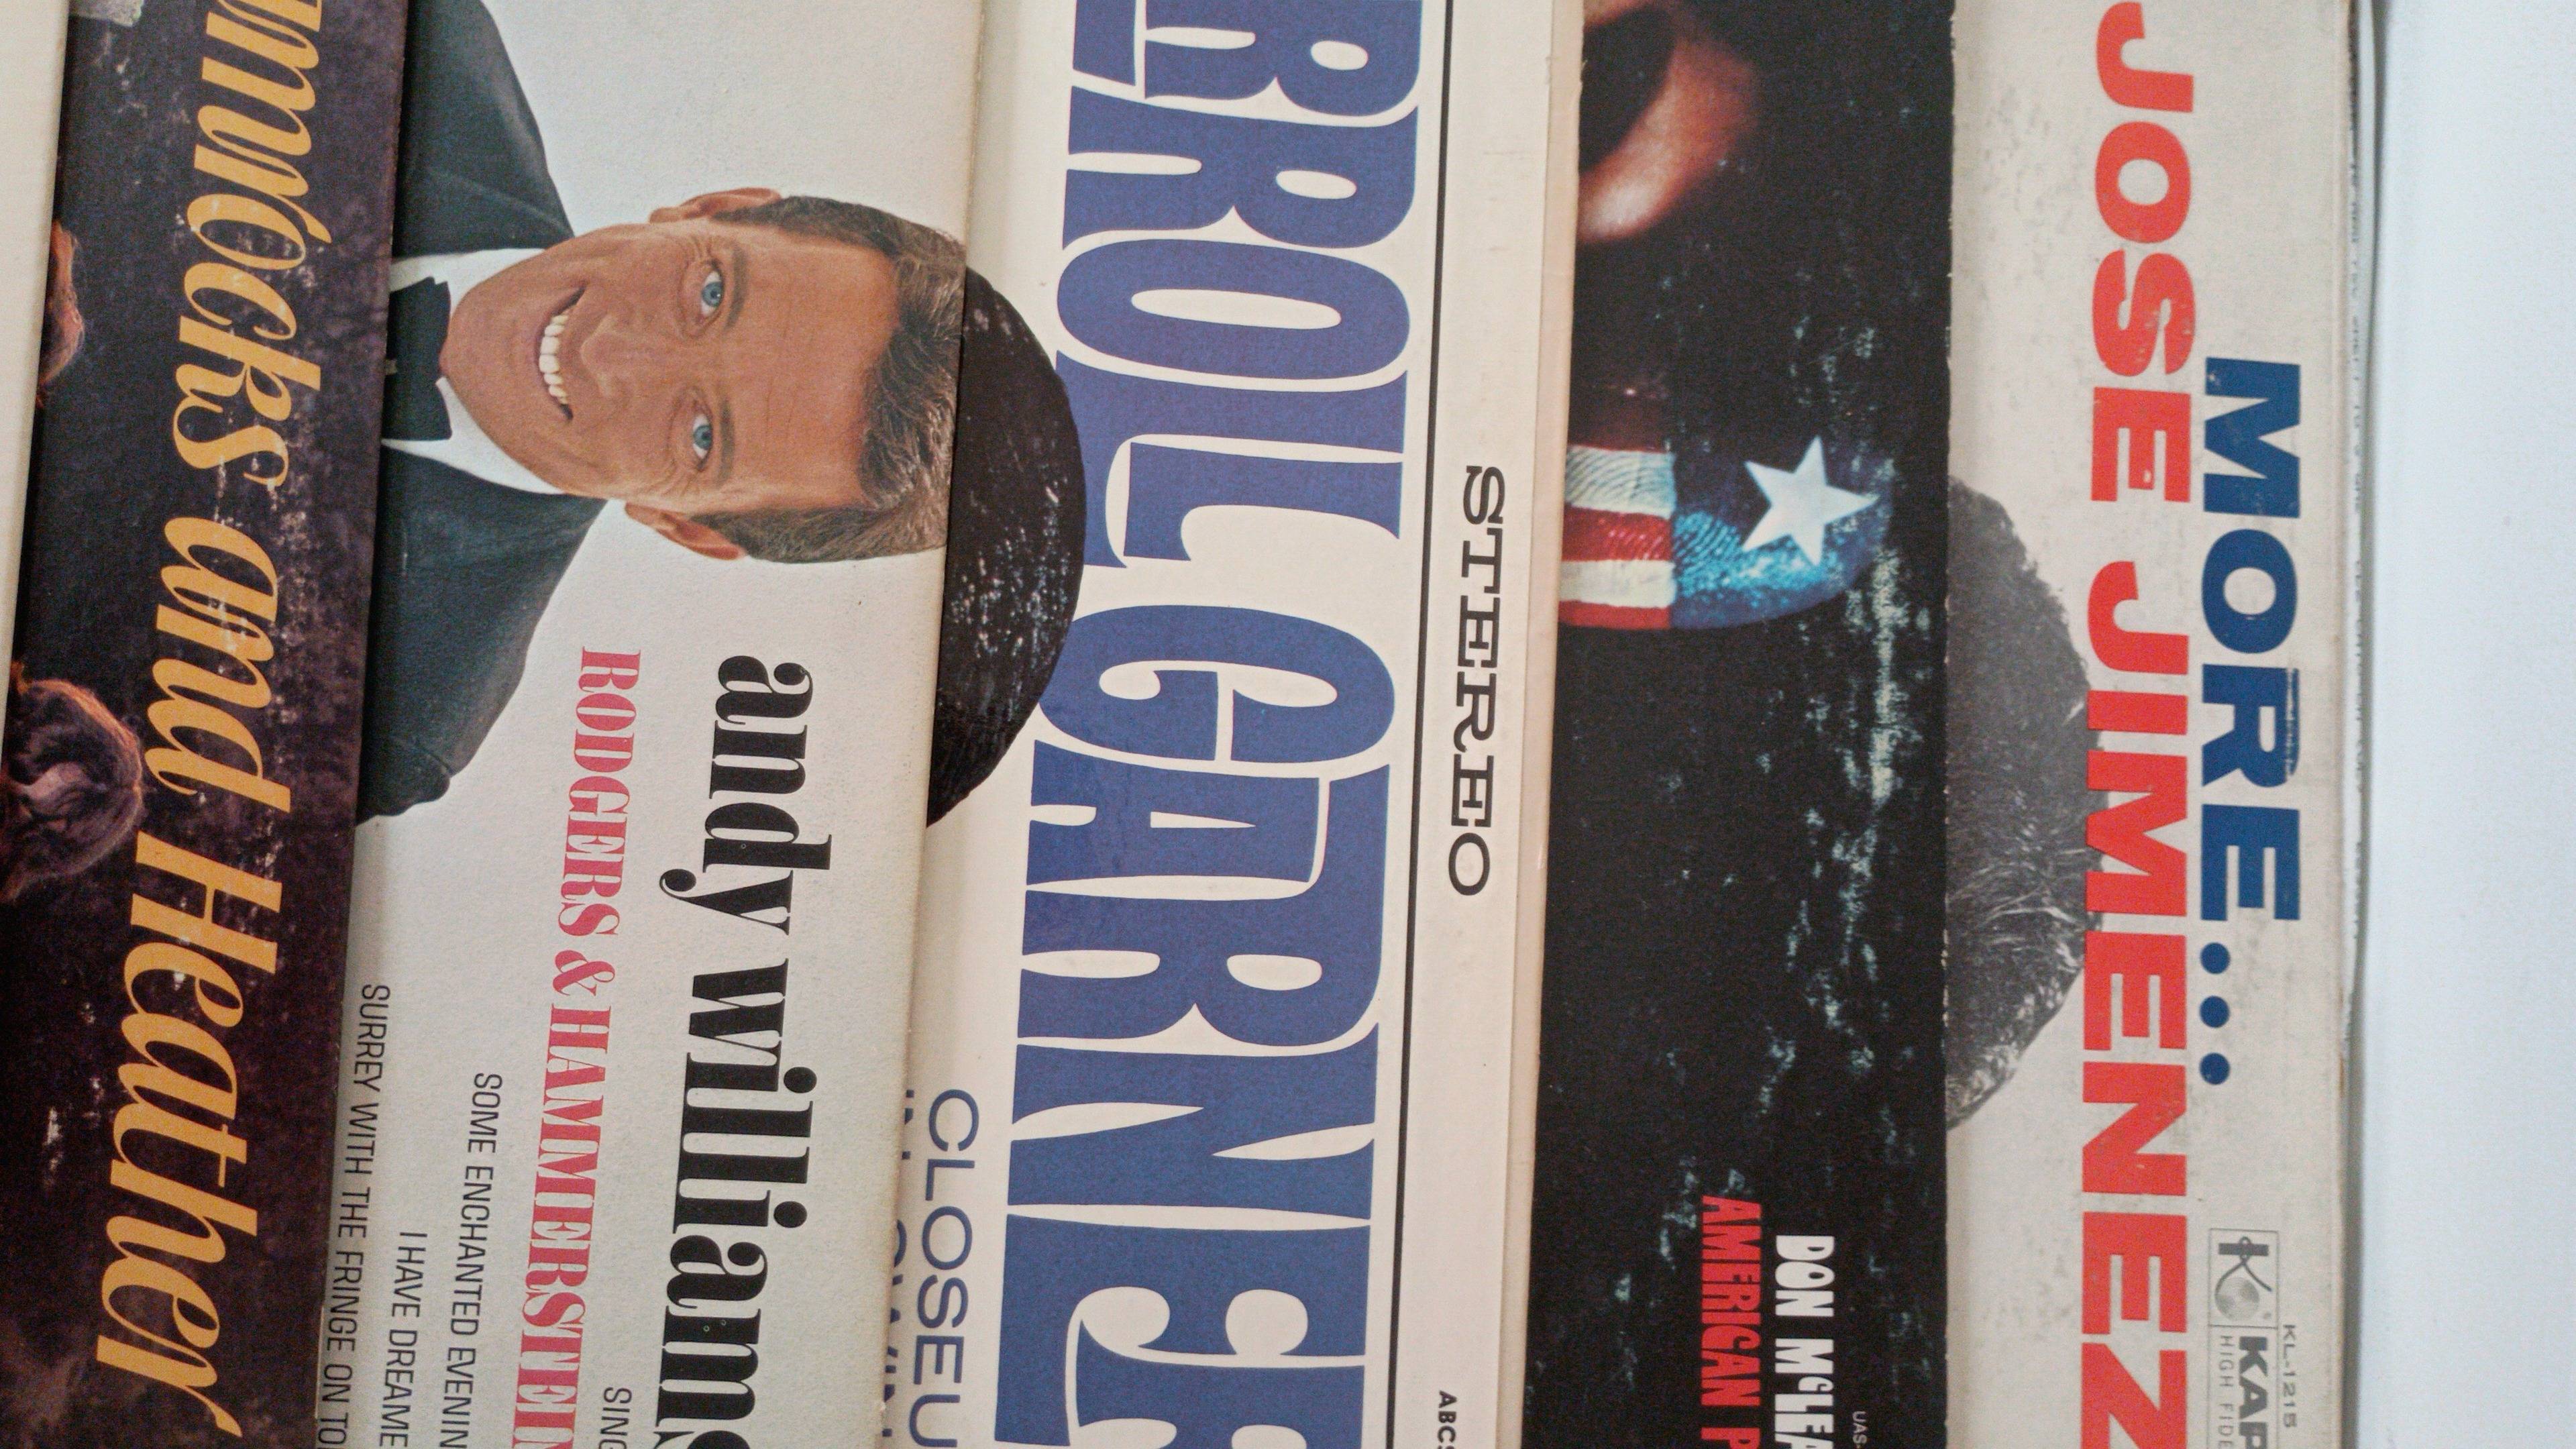 MORE...
JOSE JIMENEZ
KL-1215
KAP
HIGH FIDE
UAS-
DON McLEA
AMERICAN P
STEREO
ABCS
RROLL GARNE
CLOSEU
andy williams
SING
RODGERS & HAMMERSTEIN
SOME ENCHANTED EVENIN
I HAVE DREAME
SURREY WITH THE FRINGE ON TO
mmocks and Heather